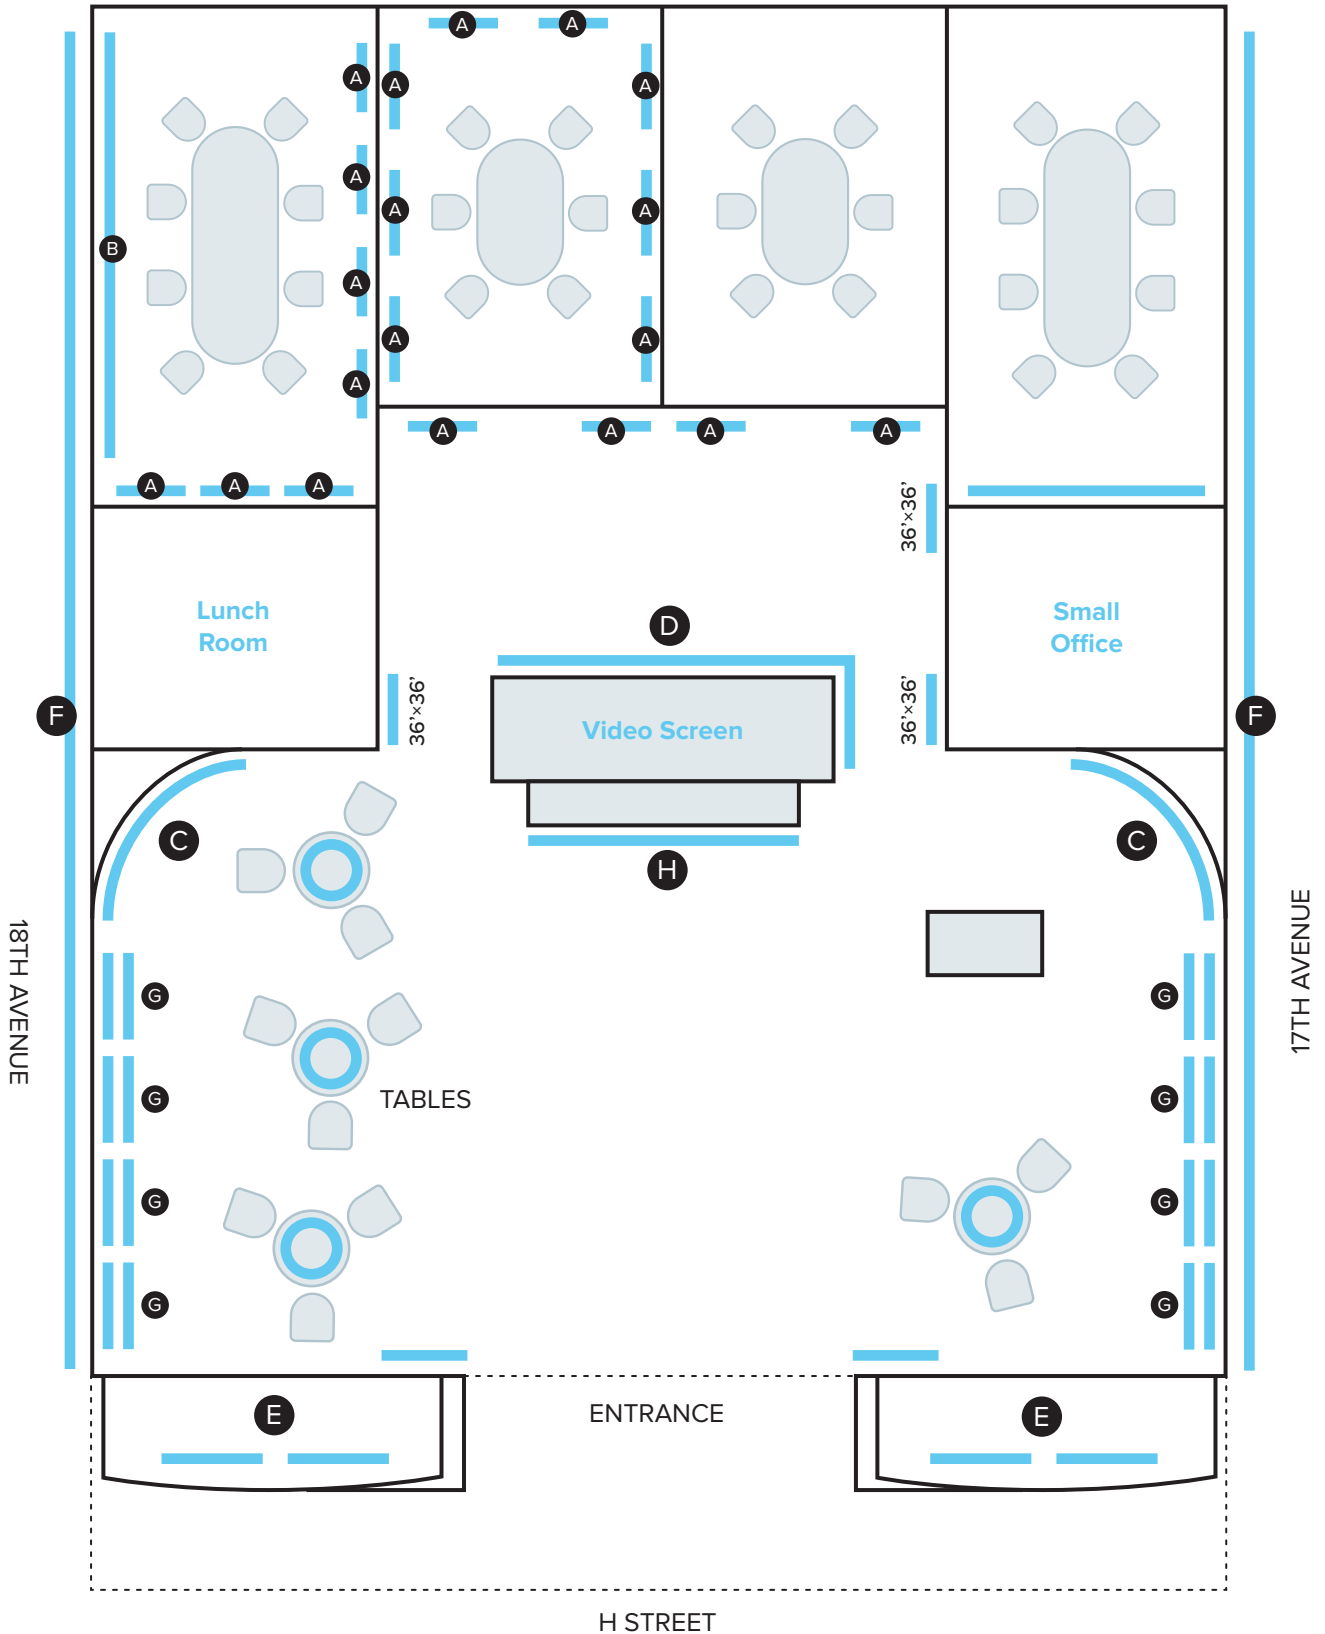 A A
A A A
B
A A A
A
A A A
A
A A A A
A A A
36'×36'
Lunch
Room
Small
Office
D
F
F
36'×36'
Video Screen
36'×36'
C
H
C
18TH AVENUE
17TH AVENUE
G
G
G
TABLES
G
G
G
G
G
E
ENTRANCE
E
H STREET